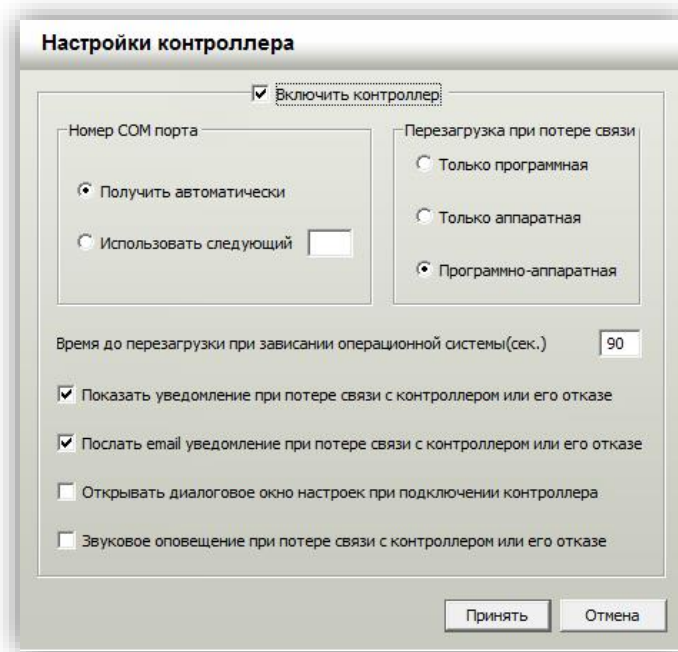 Настройки контроллера
Включить контроллер
Номер COM порта
Получить автоматически
Использовать следующий
Перезагрузка при потере связи
Только программная
Только аппаратная
Программно-аппаратная
Время до перезагрузки при зависании операционной системы(сек.) 90
Показать уведомление при потере связи с контроллером или его отказе
Послать email уведомление при потере связи с контроллером или его отказе
Открывать диалоговое окно настроек при подключении контроллера
Звуковое оповещение при потере связи с контроллером или его отказе
Принять Отмена